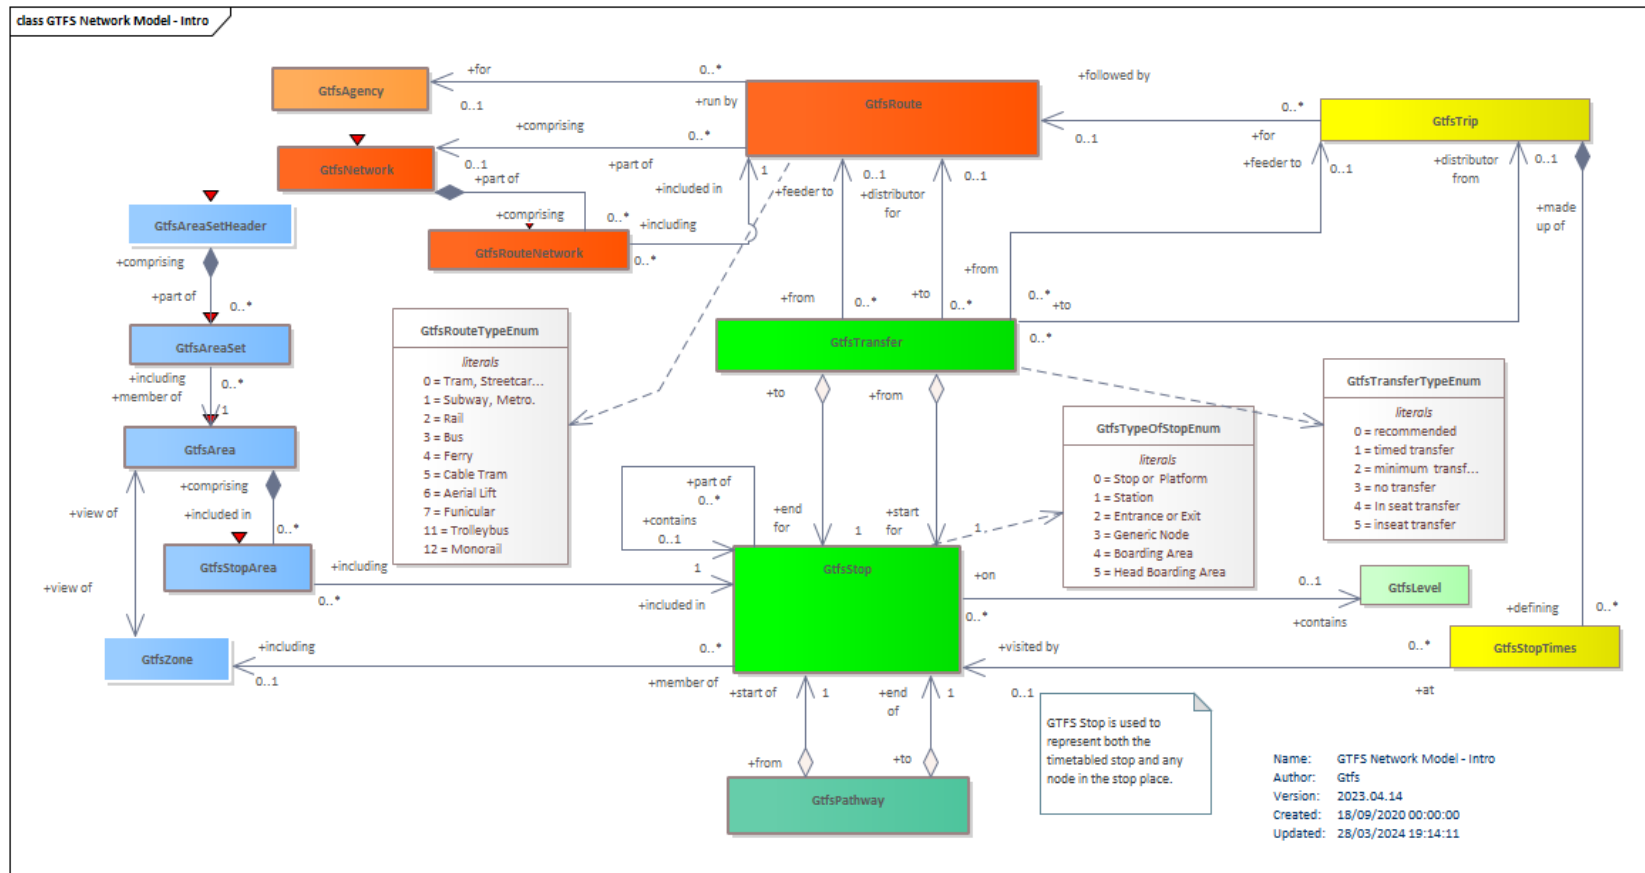 class GTFS Network Model - Intro
GtfsAgency
+for
0..1
0..*
+run by
GtfsRoute
+followed by
0..1
0..*
+for
GtfsTrip
+comprising
0..1
0..*
+part of
GtfsNetwork
+part of
+comprising
0..*
GtfsRouteNetwork
+included in
1
+including
0..*
+feeder to
0..1
+distributor
for
0..1
+feeder to
0..1
+distributor
from
0..1
+made
up of
GtfsAreaSetHeader
+comprising
+part of
0..*
GtfsAreaSet
+including
0..*
+member of
1
GtfsArea
+comprising
+included in
0..*
+view of
+view of
GtfsStopArea
GtfsZone
GtfsRouteTypeEnum
literals
0 = Tram, Streetcar...
1 = Subway, Metro.
2 = Rail
3 = Bus
4 = Ferry
5 = Cable Tram
6 = Aerial Lift
7 = Funicular
11 = Trolleybus
12 = Monorail
+from
0..*
+to
0..*
+from
0..*
+to
0..*
GtfsTransfer
+to
+from
+end
for
1
+start
for
1
GtfsTypeOfStopEnum
literals
0 = Stop or Platform
1 = Station
2 = Entrance or Exit
3 = Generic Node
4 = Boarding Area
5 = Head Boarding Area
GtfsTransferTypeEnum
literals
0 = recommended
1 = timed transfer
2 = minimum transf...
3 = no transfer
4 = In seat transfer
5 = inseat transfer
+part of
0..*
+contains
0..1
GtfsStop
+including
0..*
1
+included in
+including
0..1
0..*
+member of
+on
0..*
0..1
+contains
GtfsLevel
+defining
0..*
GtfsStopTimes
+visited by
0..1
0..*
+at
+start of
1
+end
of
1
+from
+to
GtfsPathway
GTFS Stop is used to
represent both the
timetabled stop and any
node in the stop place.
Name: GTFS Network Model - Intro
Author: Gtfs
Version: 2023.04.14
Created: 18/09/2020 00:00:00
Updated: 28/03/2024 19:14:11